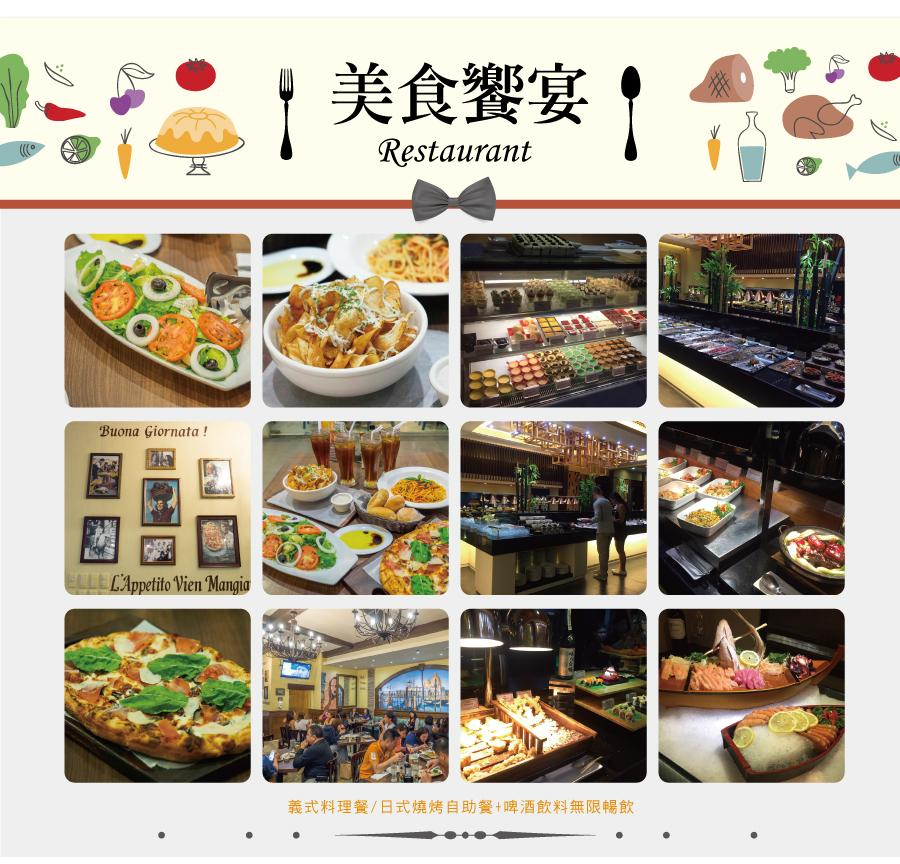 美食饗宴
Restaurant
Buona Giornata !
L'Appetito Vien Mangia
義式料理餐/日式燒烤自助餐+啤酒飲料無限暢飲